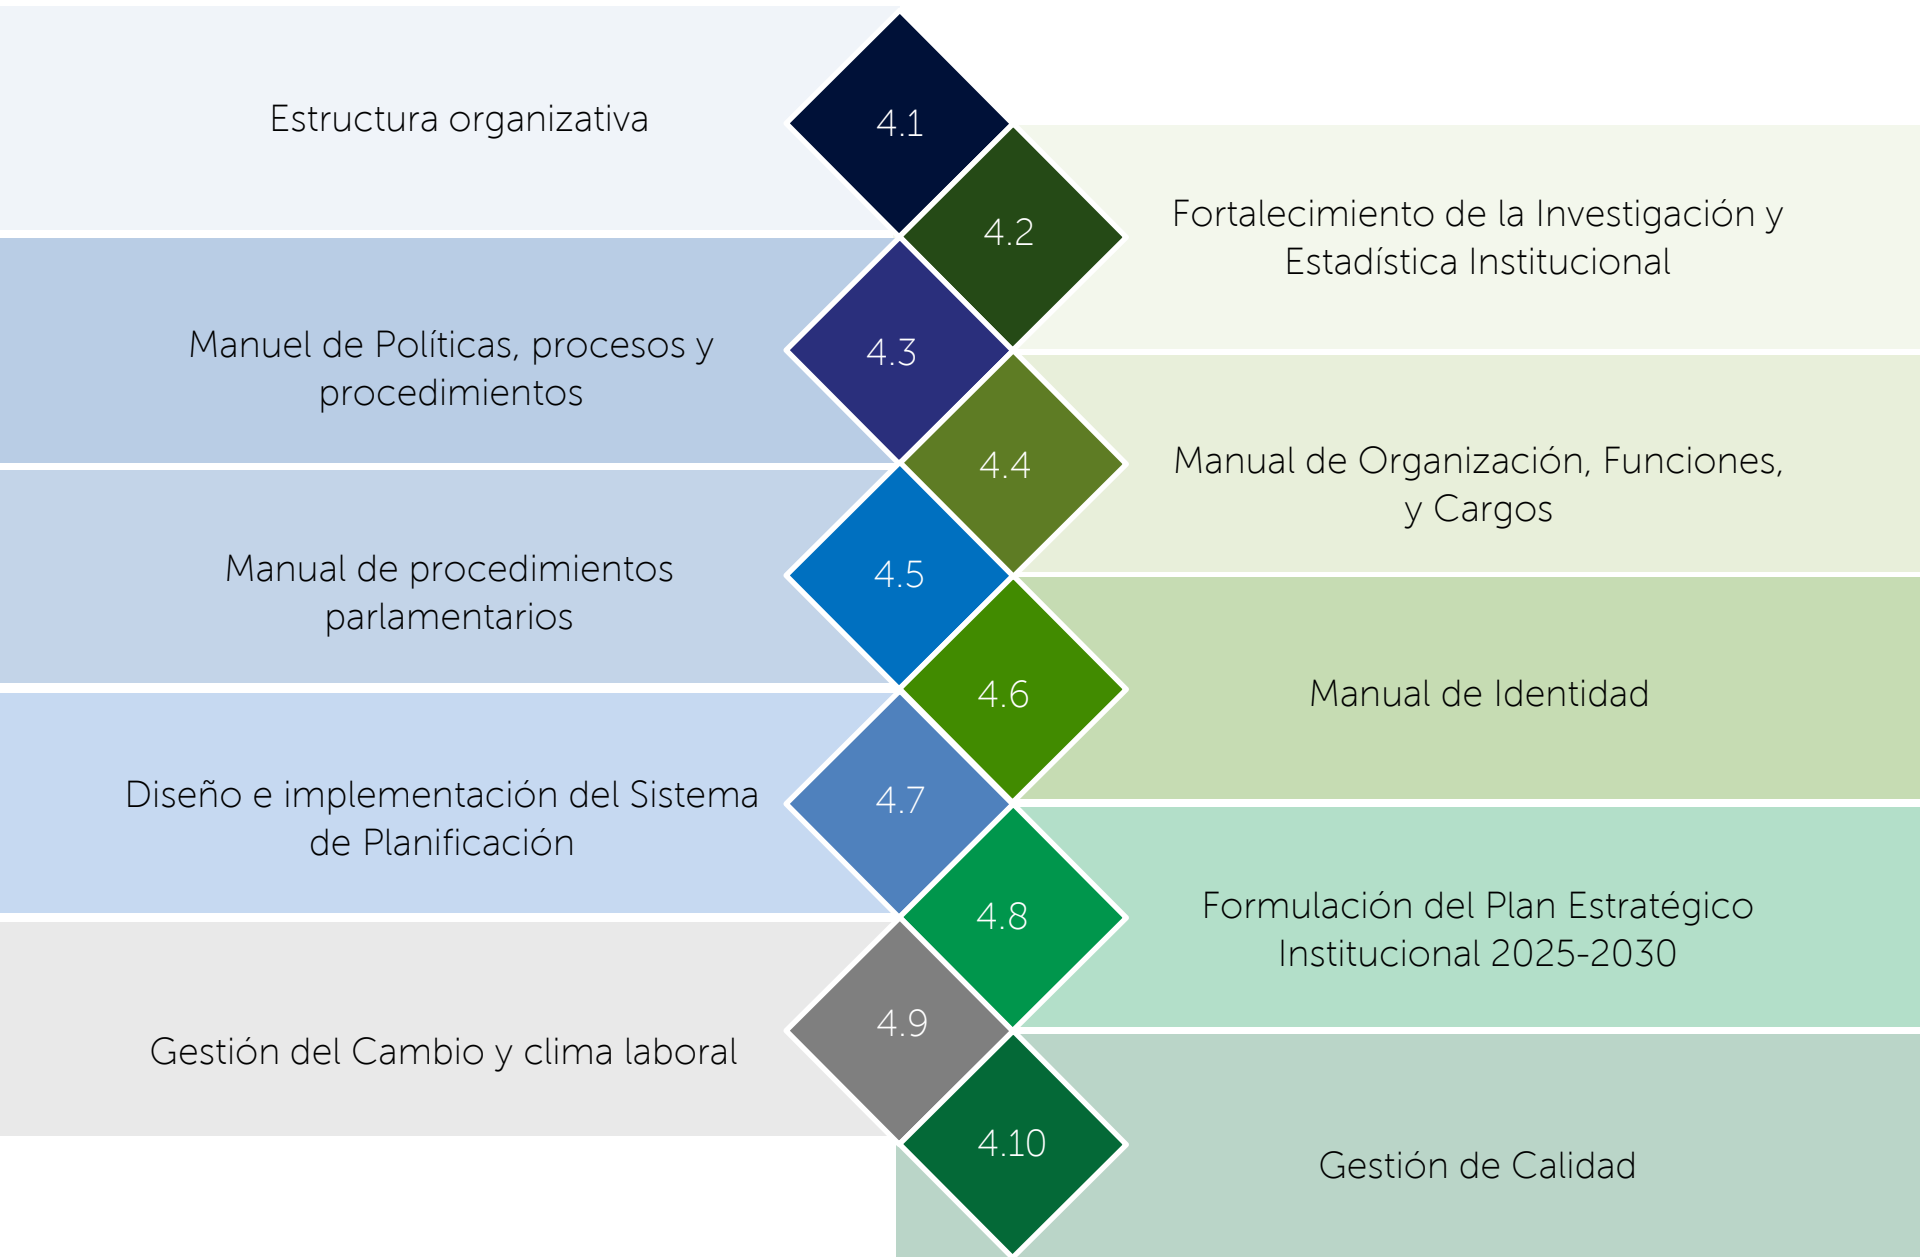 4.1
Estructura organizativa
4.2
Fortalecimiento de la Investigación y
Estadística Institucional
4.3
Manuel de Políticas, procesos y
procedimientos
4.4
Manual de Organización, Funciones,
y Cargos
4.5
Manual de procedimientos
parlamentarios
4.6
Manual de Identidad
4.7
Diseño e implementación del Sistema
de Planificación
4.8
Formulación del Plan Estratégico
Institucional 2025-2030
4.9
Gestión del Cambio y clima laboral
4.10
Gestión de Calidad